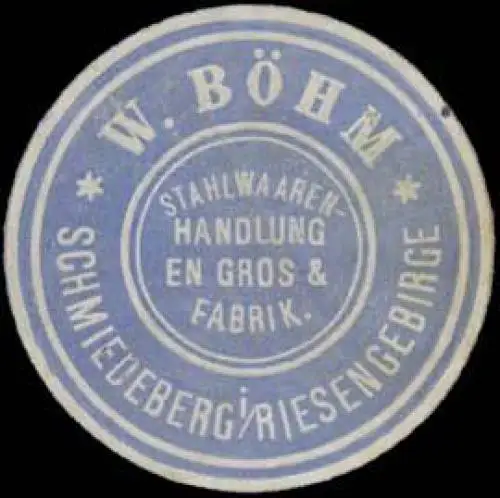 * W. BÖHM *
STAHLWAAREN-
HANDLUNG
EN GROS &
FABRIK.
SCHMIEDEBERG i/RIESENGEBIRGE